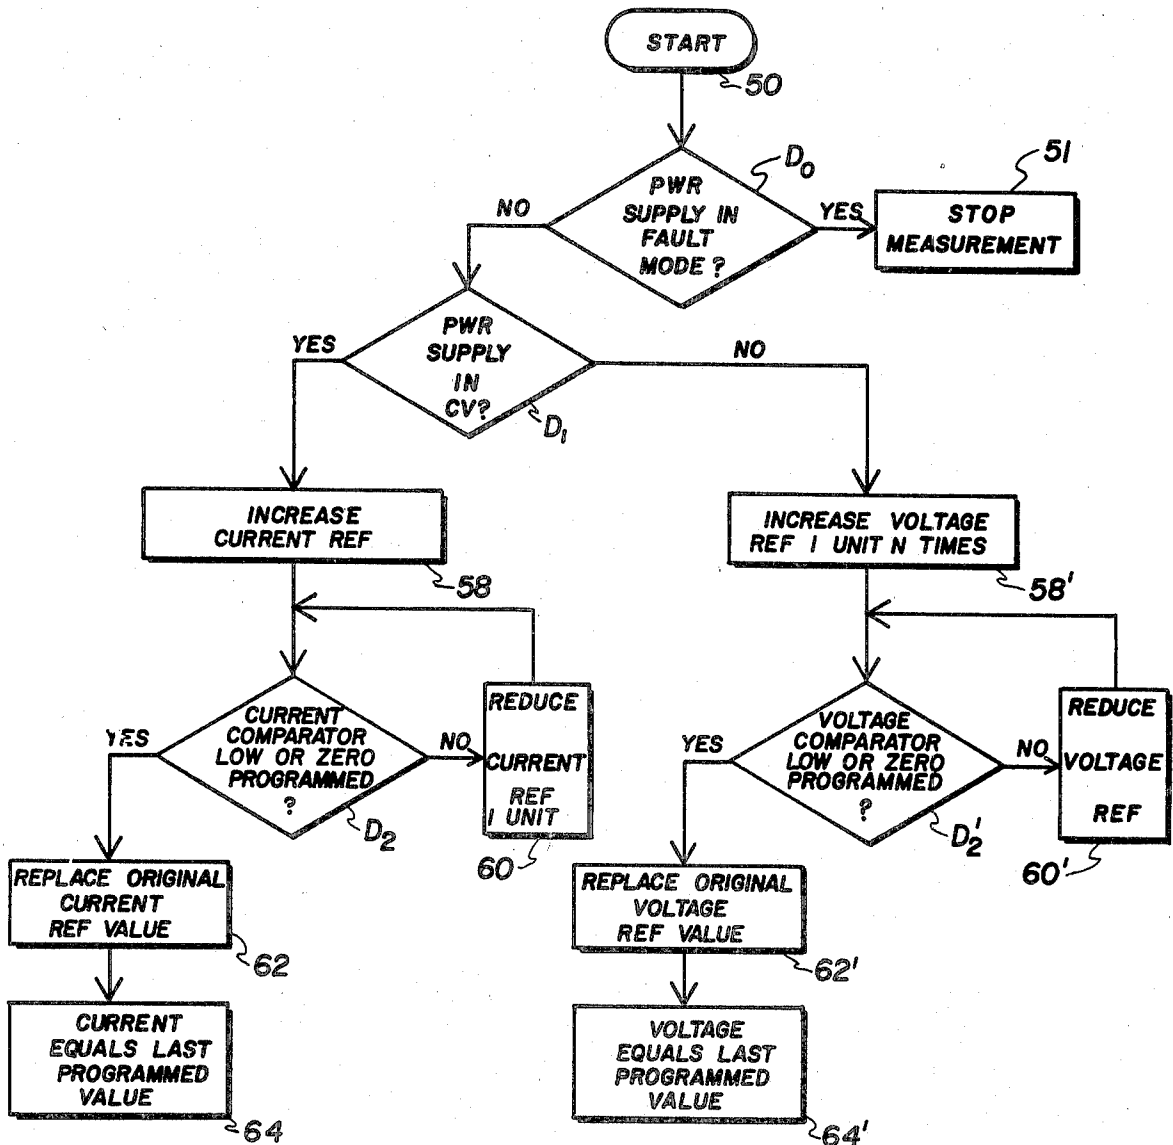 START
50
PWR
SUPPLY IN
FAULT
MODE?
D0
NO
YES
51
STOP
MEASUREMENT
PWR
SUPPLY
IN
CV?
D1
YES
NO
INCREASE
CURRENT REF
58
INCREASE VOLTAGE
REF 1 UNIT N TIMES
58'
CURRENT
COMPARATOR
LOW OR ZERO
PROGRAMMED
?
D2
YES
NO
REDUCE
CURRENT
REF
1 UNIT
60
VOLTAGE
COMPARATOR
LOW OR ZERO
PROGRAMMED
?
D2'
YES
NO
REDUCE
VOLTAGE
REF
60'
REPLACE ORIGINAL
CURRENT
REF VALUE
62
REPLACE ORIGINAL
VOLTAGE
REF VALUE
62'
CURRENT
EQUALS LAST
PROGRAMMED
VALUE
64
VOLTAGE
EQUALS LAST
PROGRAMMED
VALUE
64'